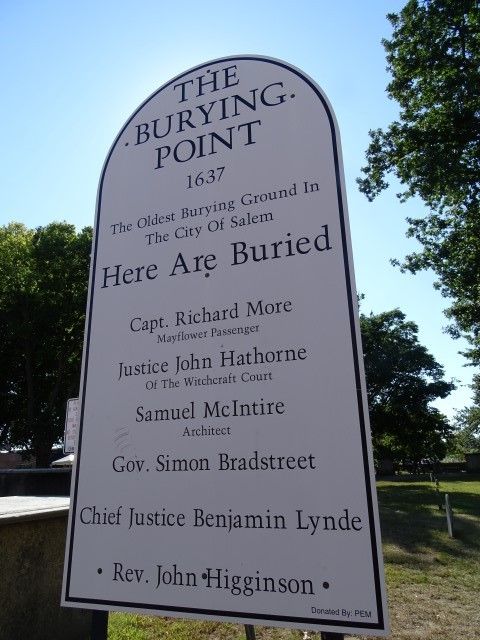 THE
·BURYING·
POINT
1637
The Oldest Burying Ground In
The City Of Salem
Here Are Buried
Capt. Richard More
Mayflower Passenger
Justice John Hathorne
Of The Witchcraft Court
Samuel McIntire
Architect
Gov. Simon Bradstreet
Chief Justice Benjamin Lynde
• Rev. John Higginson •
Donated By: PEM